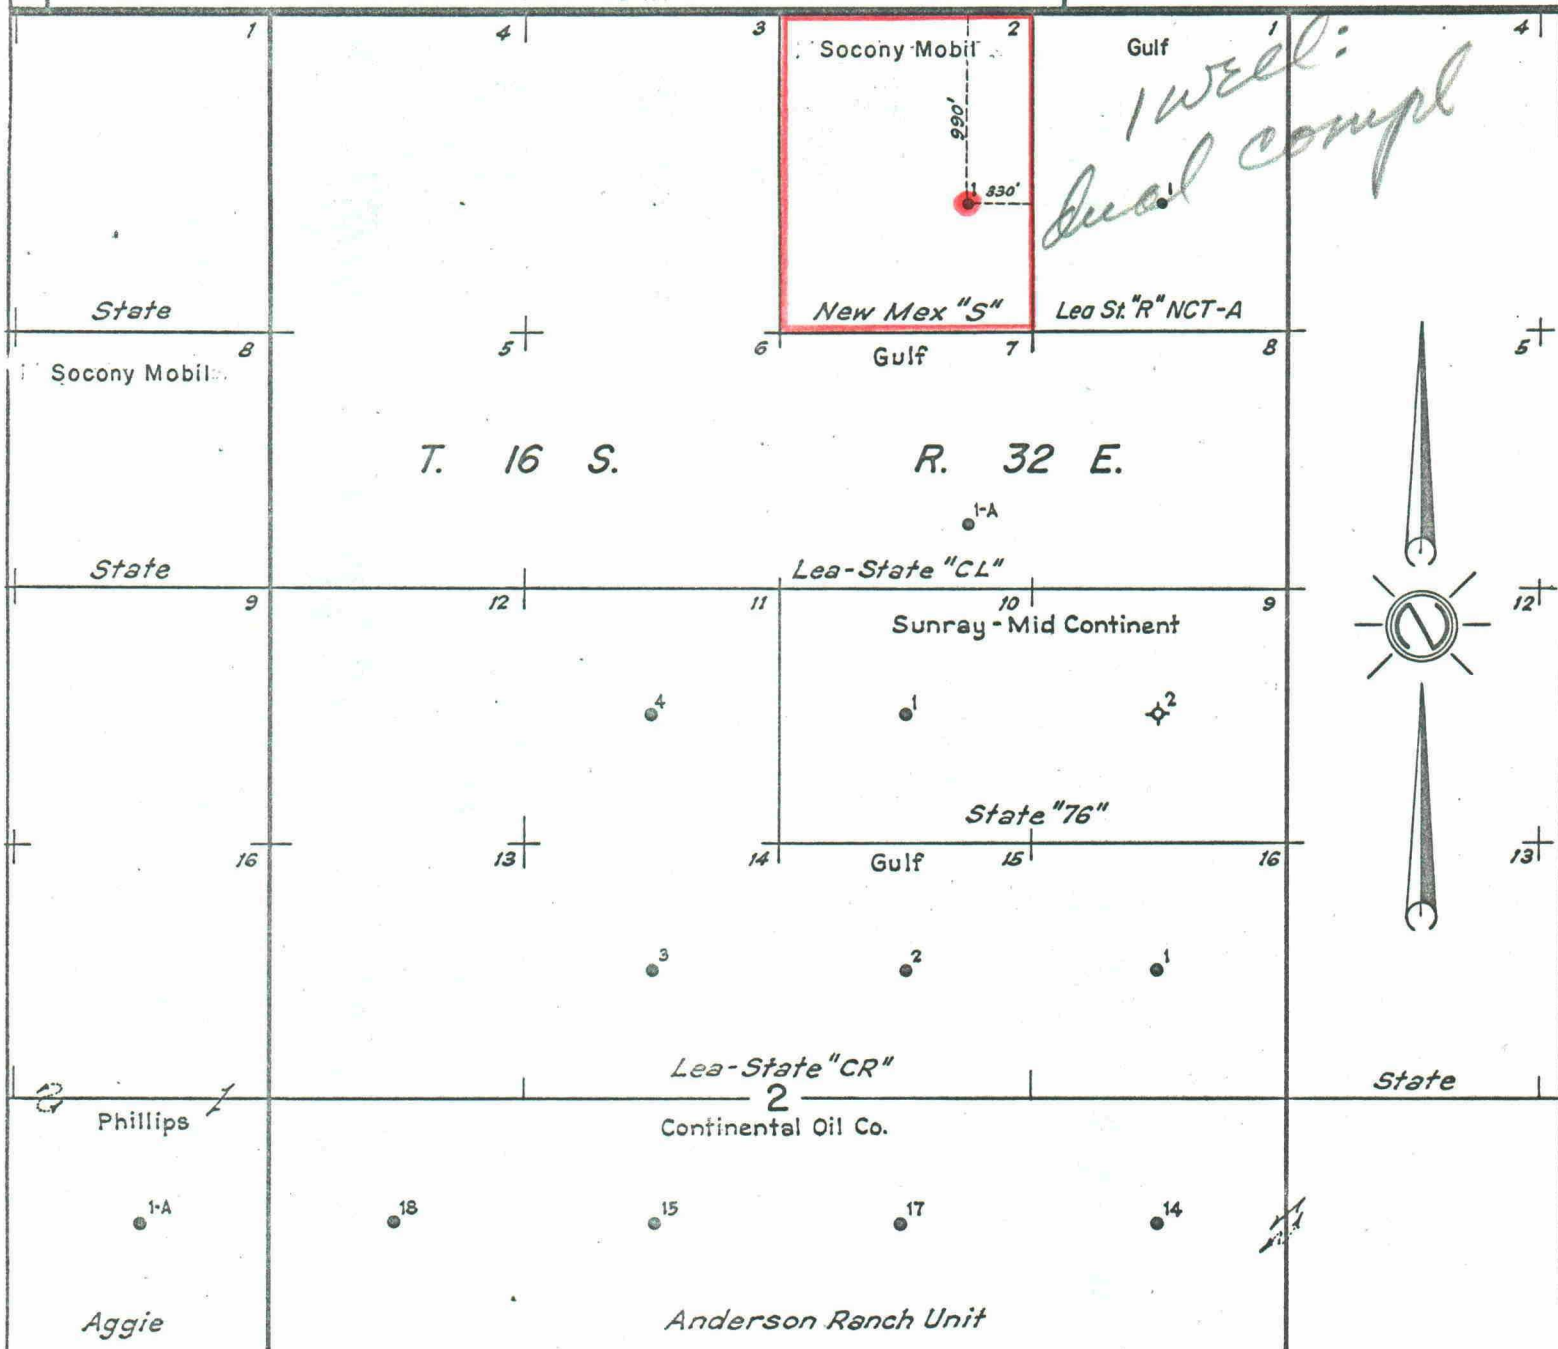 1 4 3 2 1 4
Socony Mobil
Gulf
1 well:
dual compl
990'
1 330' 1
State New Mex "S" Lea St. "R" NCT-A
8 5 6 7 8 5
Socony Mobil
Gulf
T. 16 S. R. 32 E.
1-A
State Lea-State "CL"
9 12 11 10 9 12
Sunray-Mid Continent
4 1 2
State "76"
16 13 14 15 16 13
Gulf
3 2 1
Lea-State "CR"
State
2 1
2
Phillips Continental Oil Co.
1-A 18 15 17 14
Aggie Anderson Ranch Unit